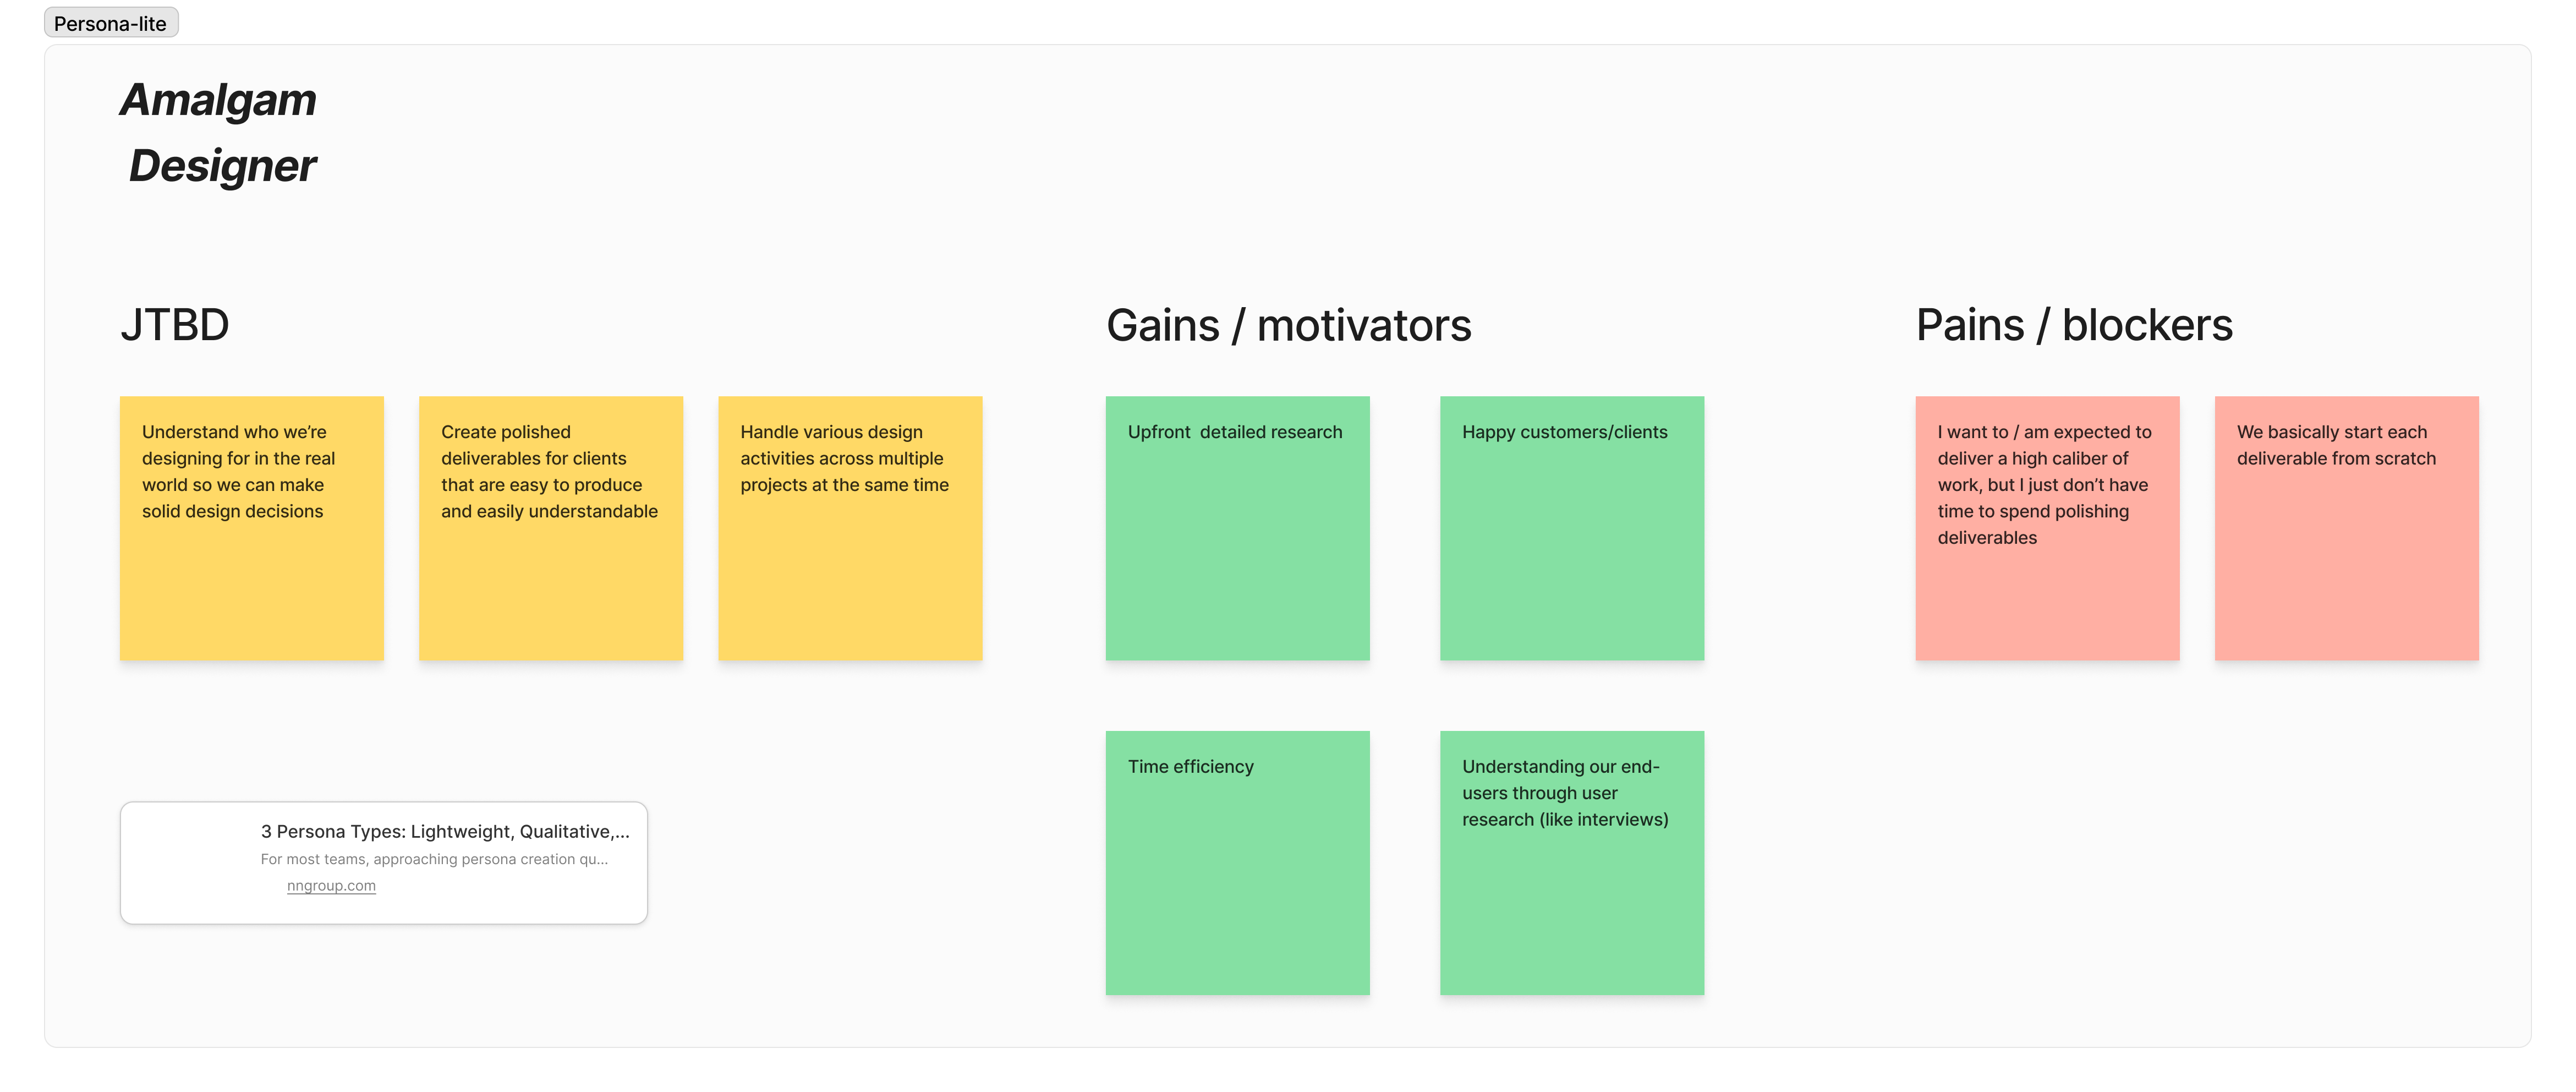 Persona-lite
Amalgam
Designer
JTBD
Understand who we’re
designing for in the real
world so we can make
solid design decisions
Create polished
deliverables for clients
that are easy to produce
and easily understandable
Handle various design
activities across multiple
projects at the same time
3 Persona Types: Lightweight, Qualitative,...
For most teams, approaching persona creation qu...
nngroup.com
Gains / motivators
Upfront  detailed research
Happy customers/clients
Time efficiency
Understanding our end-
users through user
research (like interviews)
Pains / blockers
I want to / am expected to
deliver a high caliber of
work, but I just don’t have
time to spend polishing
deliverables
We basically start each
deliverable from scratch